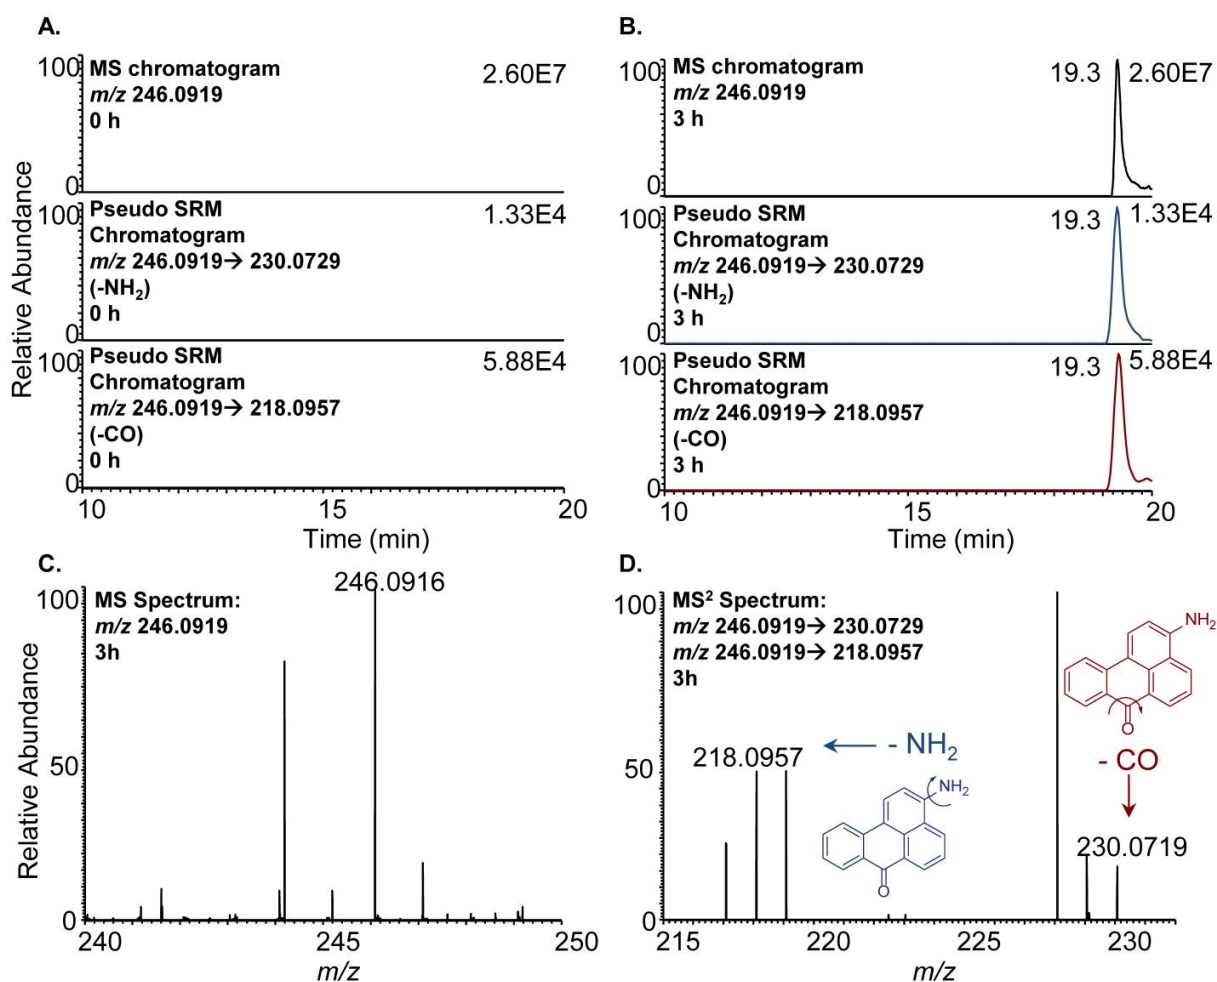 A.
Relative Abundance
100
0
MS chromatogram
m/z 246.0919
0 h
2.60E7
100
0
Pseudo SRM
Chromatogram
m/z 246.0919→ 230.0729
(-NH₂)
0 h
1.33E4
100
0
Pseudo SRM
Chromatogram
m/z 246.0919→ 218.0957
(-CO)
0 h
5.88E4
10 15 20
Time (min)
B.
100
0
MS chromatogram
m/z 246.0919
3 h
19.3 2.60E7
100
0
Pseudo SRM
Chromatogram
m/z 246.0919→ 230.0729
(-NH₂)
3 h
19.3 1.33E4
100
0
Pseudo SRM
Chromatogram
m/z 246.0919→ 218.0957
(-CO)
3 h
19.3 5.88E4
10 15 20
Time (min)
C.
Relative Abundance
100
50
0
MS Spectrum:
m/z 246.0919
3h
246.0916
240 245 250
m/z
D.
100
50
0
MS² Spectrum:
m/z 246.0919→ 230.0729
m/z 246.0919→ 218.0957
3h
NH₂
O
218.0957
← - NH₂
- CO
NH₂
O
230.0719
215 220 225 230
m/z